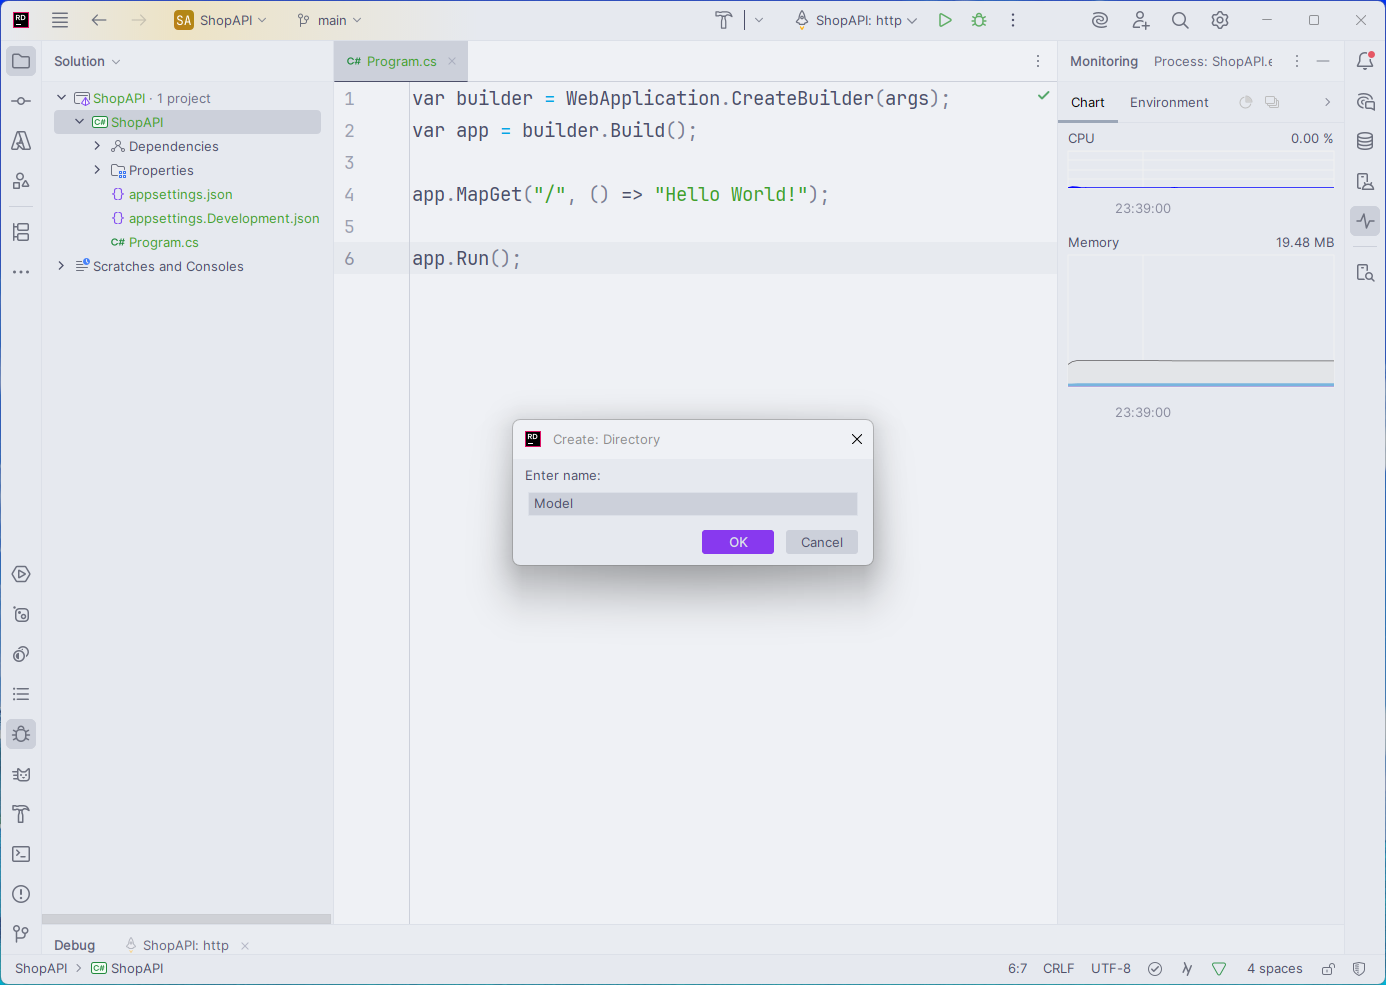 RD
SA ShopAPI
main
ShopAPI: http
Solution
C# Program.cs
Monitoring Process: ShopAPI.e
ShopAPI · 1 project
C# ShopAPI
Dependencies
Properties
{} appsettings.json
{} appsettings.Development.json
C# Program.cs
Scratches and Consoles
1 var builder = WebApplication.CreateBuilder(args);
2 var app = builder.Build();
3
4 app.MapGet("/", () => "Hello World!");
5
6 app.Run();
Chart Environment
CPU 0.00 %
23:39:00
Memory 19.48 MB
23:39:00
RD Create: Directory
Enter name:
Model
OK Cancel
Debug ShopAPI: http
ShopAPI C# ShopAPI
6:7 CRLF UTF-8 4 spaces